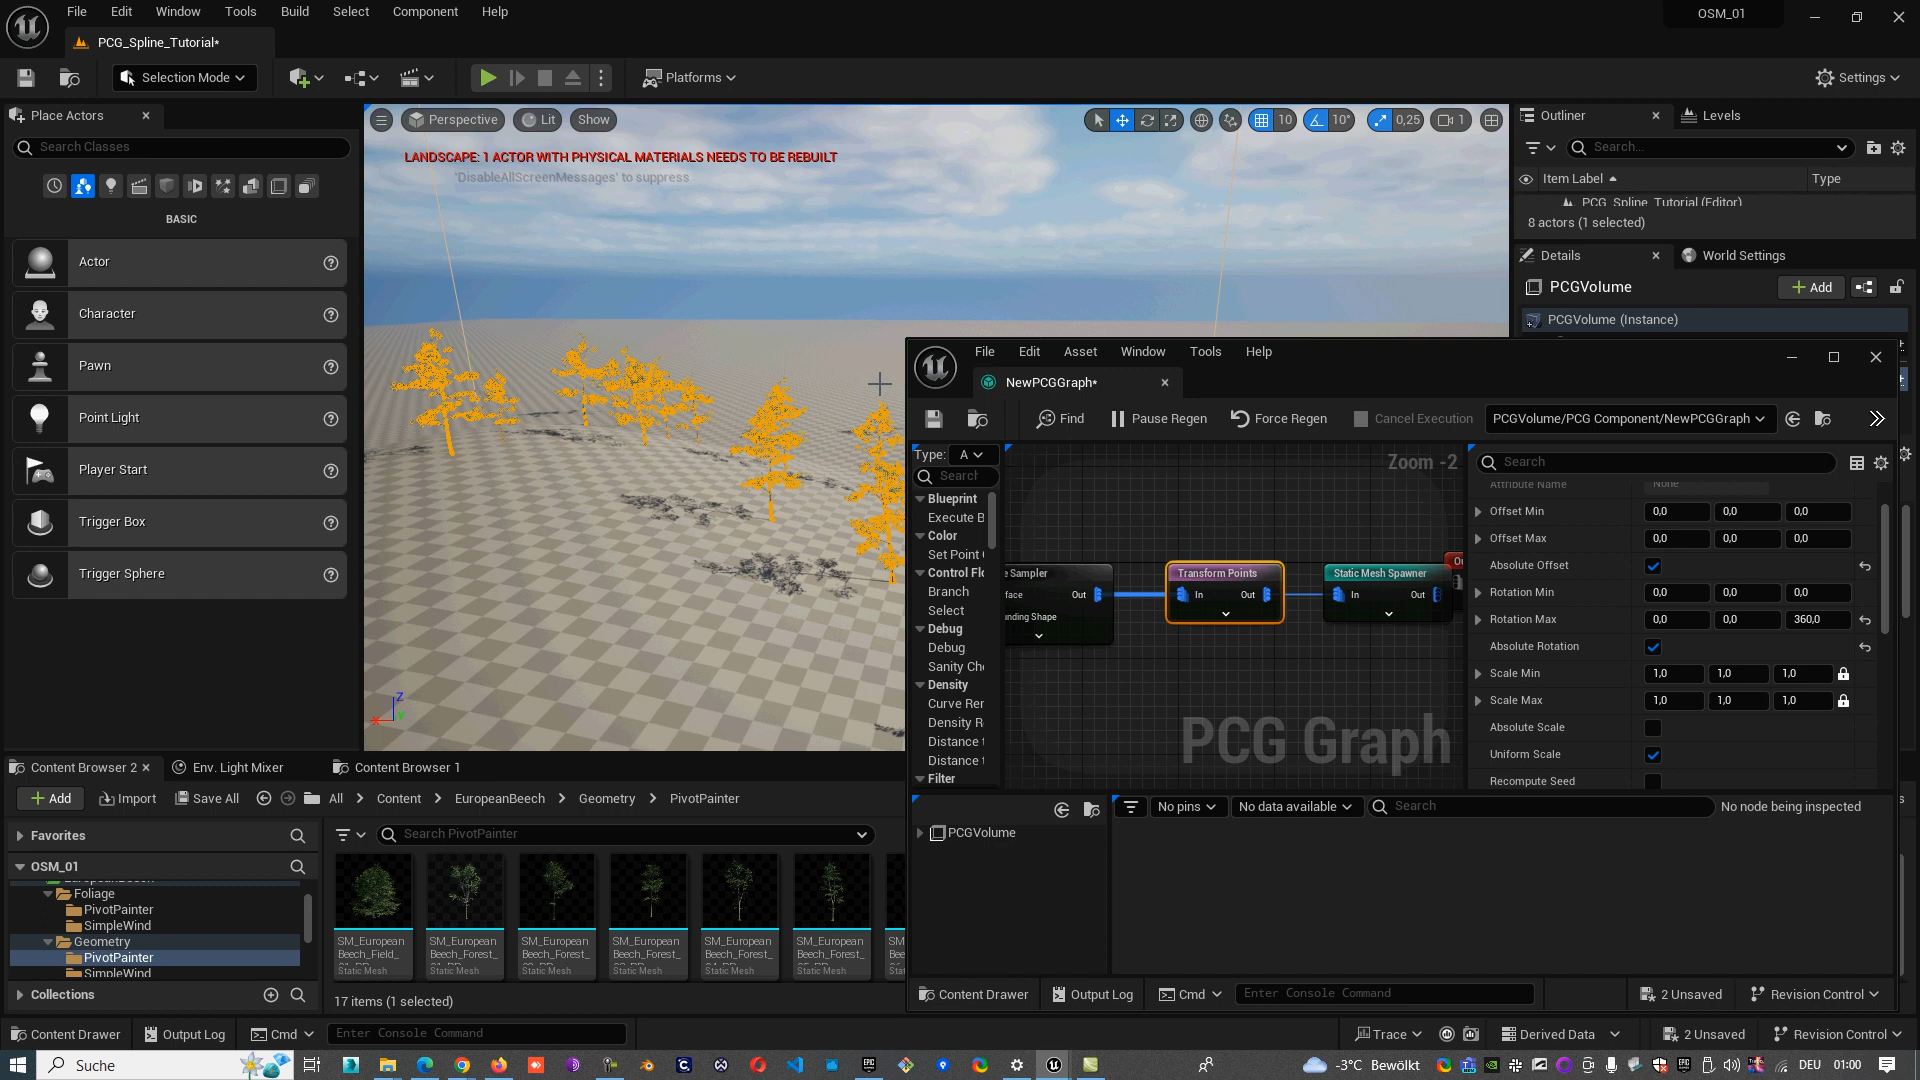 File Edit Window Tools Build Select Component Help
OSM_01
PCG_Spline_Tutorial*
Selection Mode
Platforms
Settings
Place Actors
Search Classes
BASIC
Actor
Character
Pawn
Point Light
Player Start
Trigger Box
Trigger Sphere
Perspective Lit Show
10 10° 0,25 1
LANDSCAPE: 1 ACTOR WITH PHYSICAL MATERIALS NEEDS TO BE REBUILT
'DisableAllScreenMessages' to suppress
Z
X Y
Outliner Levels
Search...
Item Label Type
PCG_Spline_Tutorial (Editor)
8 actors (1 selected)
Details World Settings
PCGVolume Add
PCGVolume (Instance)
File Edit Asset Window Tools Help
NewPCGGraph*
Find Pause Regen Force Regen Cancel Execution PCGVolume/PCG Component/NewPCGGraph
Type: A
Search
Blueprint
Execute B
Color
Set Point
Control Fl
Branch
Select
Debug
Debug
Sanity Che
Density
Curve Rer
Density R
Distance t
Distance t
Filter
Zoom -2
e Sampler
face Out
unding Shape
Transform Points
In Out
Static Mesh Spawner
In Out
Ou
PCG Graph
Search
Attribute Name None
Offset Min 0,0 0,0 0,0
Offset Max 0,0 0,0 0,0
Absolute Offset
Rotation Min 0,0 0,0 0,0
Rotation Max 0,0 0,0 360,0
Absolute Rotation
Scale Min 1,0 1,0 1,0
Scale Max 1,0 1,0 1,0
Absolute Scale
Uniform Scale
Recompute Seed
PCGVolume
No pins No data available Search No node being inspected
Content Drawer Output Log Cmd Enter Console Command 2 Unsaved Revision Control
Content Browser 2 Env. Light Mixer Content Browser 1
Add Import Save All All Content EuropeanBeech Geometry PivotPainter
Favorites
Search PivotPainter
OSM_01
EuropeanBeech
Foliage
PivotPainter
SimpleWind
Geometry
PivotPainter
SimpleWind
Collections
SM_European
Beech_Field_
Static Mesh
SM_European
Beech_Forest_
Static Mesh
SM_European
Beech_Forest_
Static Mesh
SM_European
Beech_Forest_
Static Mesh
SM_European
Beech_Forest_
Static Mesh
SM_European
Beech_Forest_
Static Mesh
17 items (1 selected)
Content Drawer Output Log Cmd Enter Console Command Trace Derived Data 2 Unsaved Revision Control
Suche
-3°C Bewölkt
DEU 01:00